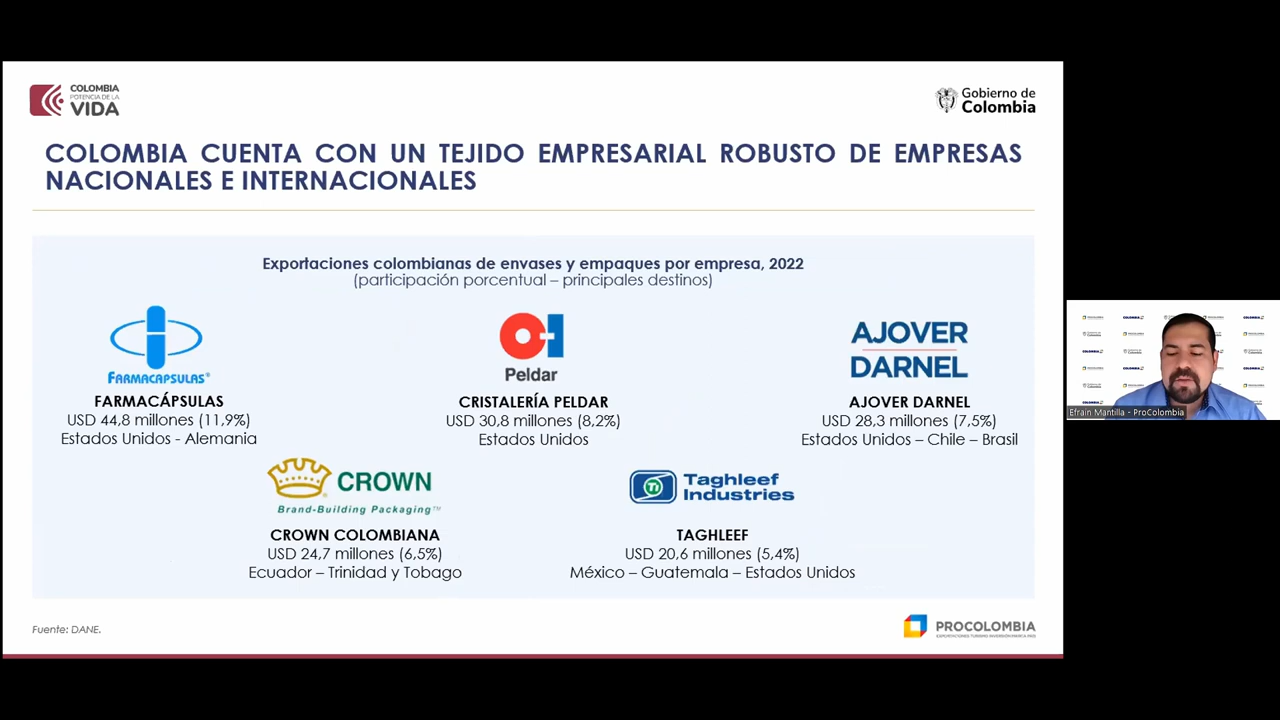 COLOMBIA
POTENCIA DE LA
VIDA
Gobierno de
Colombia
COLOMBIA CUENTA CON UN TEJIDO EMPRESARIAL ROBUSTO DE EMPRESAS
NACIONALES E INTERNACIONALES
Exportaciones colombianas de envases y empaques por empresa, 2022
(participación porcentual – principales destinos)
FARMACAPSULAS®
FARMACÁPSULAS
USD 44,8 millones (11,9%)
Estados Unidos - Alemania
Peldar
CRISTALERÍA PELDAR
USD 30,8 millones (8,2%)
Estados Unidos
AJOVER
DARNEL
AJOVER DARNEL
USD 28,3 millones (7,5%)
Estados Unidos – Chile – Brasil
CROWN
Brand-Building Packaging™
CROWN COLOMBIANA
USD 24,7 millones (6,5%)
Ecuador – Trinidad y Tobago
Ti
Taghleef
Industries
TAGHLEEF
USD 20,6 millones (5,4%)
México – Guatemala – Estados Unidos
Fuente: DANE.
PROCOLOMBIA
EXPORTACIONES TURISMO INVERSIÓN MARCA PAÍS
Efrain Mantilla - ProColombia